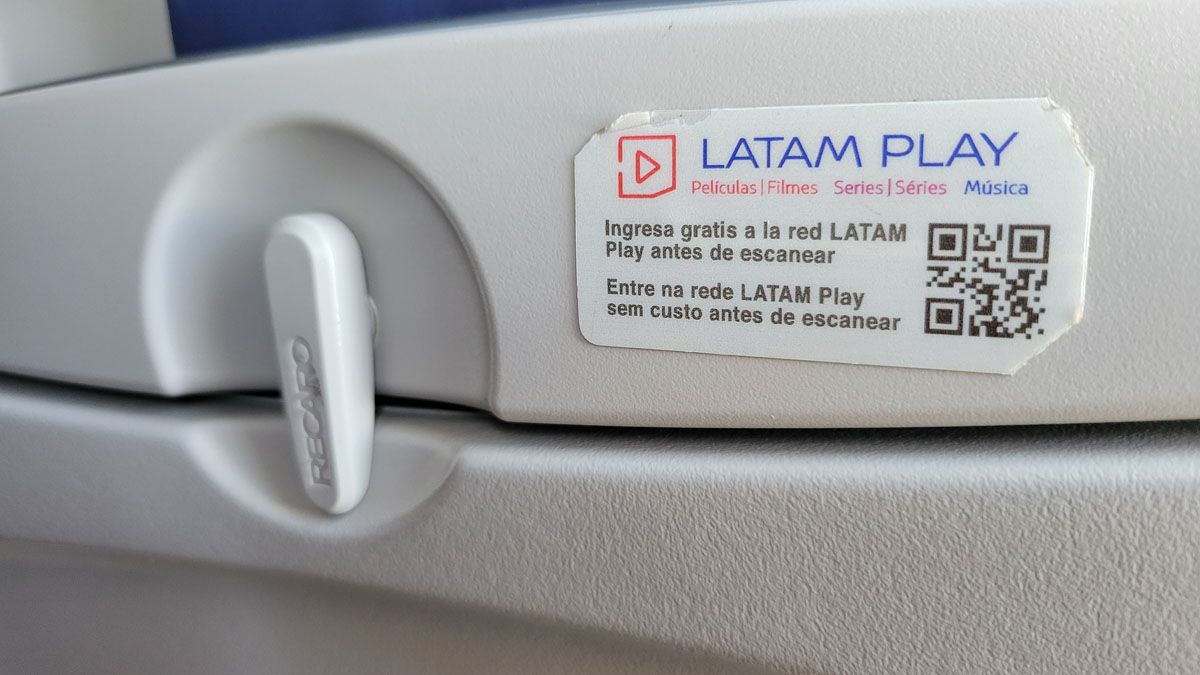 RECARO
LATAM PLAY
Películas|Filmes Series|Séries Música
Ingresa gratis a la red LATAM
Play antes de escanear
Entre na rede LATAM Play
sem custo antes de escanear